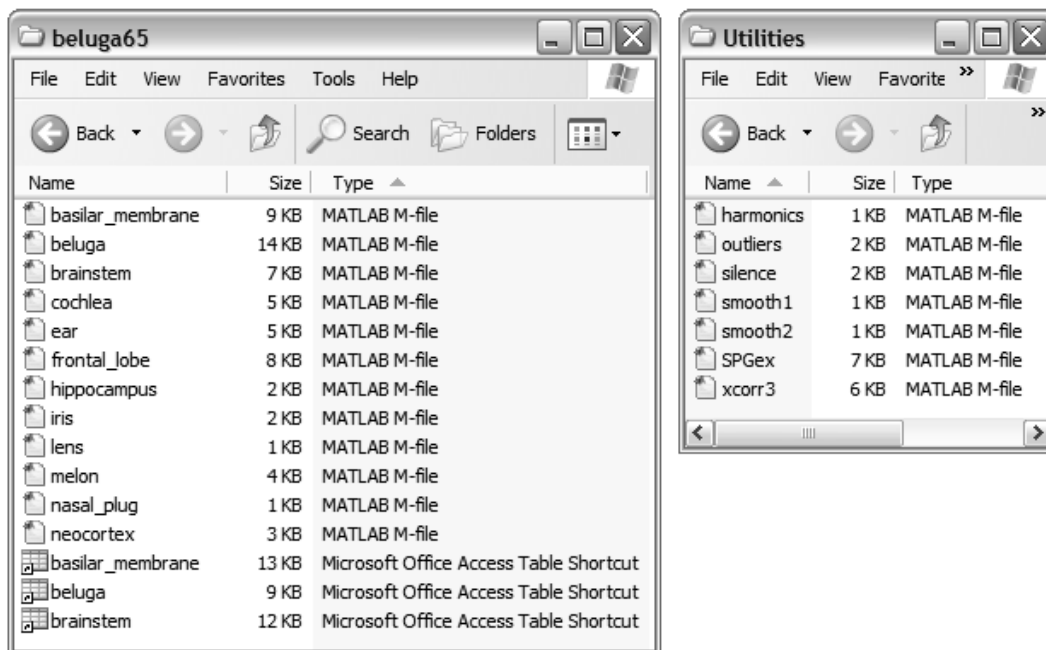 beluga65
File Edit View Favorites Tools Help
Back Search Folders
Name Size Type
basilar_membrane 9 KB MATLAB M-file
beluga 14 KB MATLAB M-file
brainstem 7 KB MATLAB M-file
cochlea 5 KB MATLAB M-file
ear 5 KB MATLAB M-file
frontal_lobe 8 KB MATLAB M-file
hippocampus 2 KB MATLAB M-file
iris 2 KB MATLAB M-file
lens 1 KB MATLAB M-file
melon 4 KB MATLAB M-file
nasal_plug 1 KB MATLAB M-file
neocortex 3 KB MATLAB M-file
basilar_membrane 13 KB Microsoft Office Access Table Shortcut
beluga 9 KB Microsoft Office Access Table Shortcut
brainstem 12 KB Microsoft Office Access Table Shortcut
Utilities
File Edit View Favorite »
Back »
Name Size Type
harmonics 1 KB MATLAB M-file
outliers 2 KB MATLAB M-file
silence 2 KB MATLAB M-file
smooth1 1 KB MATLAB M-file
smooth2 1 KB MATLAB M-file
SPGex 7 KB MATLAB M-file
xcorr3 6 KB MATLAB M-file